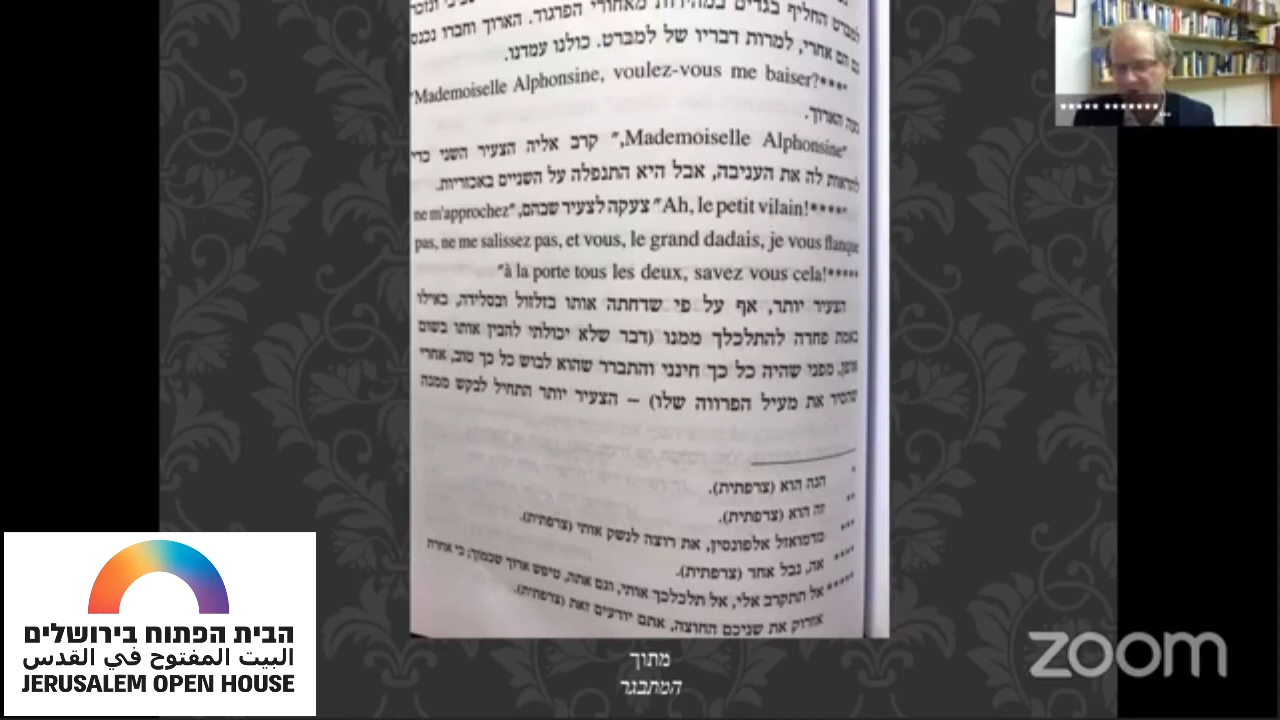 למברט החליף בגדים במהירות מאחורי הפרגוד. הארוך וחברו נכנס
גם הם אחרי, למרות דבריו של למברט. כולנו עמדנו.
"Mademoiselle Alphonsine, voulez-vous me baiser?***"
געה הארוך.
"Mademoiselle Alphonsine," קרב אליה הצעיר השני כדי
להראות לה את העניבה, אבל היא התנפלה על השניים באכזריות.
"Ah, le petit vilain!****" צעקה לצעיר שבהם, "ne m'approchez
pas, ne me salissez pas, et vous, le grand dadais, je vous flanque
à la porte tous les deux, savez vous cela!*****"
הצעיר יותר, אף על פי שדחתה אותו בזלזול ובסלידה, כאילו
באמת פחדה להתלכלך ממנו (דבר שלא יכולתי להבין אותו בשום
אופן, מפני שהיה כל כך חינני והתברר שהוא לבוש כל כך טוב, אחרי
שהסיר את מעיל הפרווה שלו) – הצעיר יותר התחיל לבקש ממנה
* הנה הוא (צרפתית).
** זה הוא (צרפתית).
*** מדמואזל אלפונסין, את רוצה לנשק אותי (צרפתית).
**** אה, נבל אחד (צרפתית).
***** אל תתקרב אלי, אל תלכלכך אותי, וגם אתה, טיפש ארוך שכמוך; כי אחרת
אזרוק את שניכם החוצה, אתם יודעים זאת (צרפתית).
מתוך
המתבגר
הבית הפתוח בירושלים
البيت المفتوح في القدس
JERUSALEM OPEN HOUSE
zoom